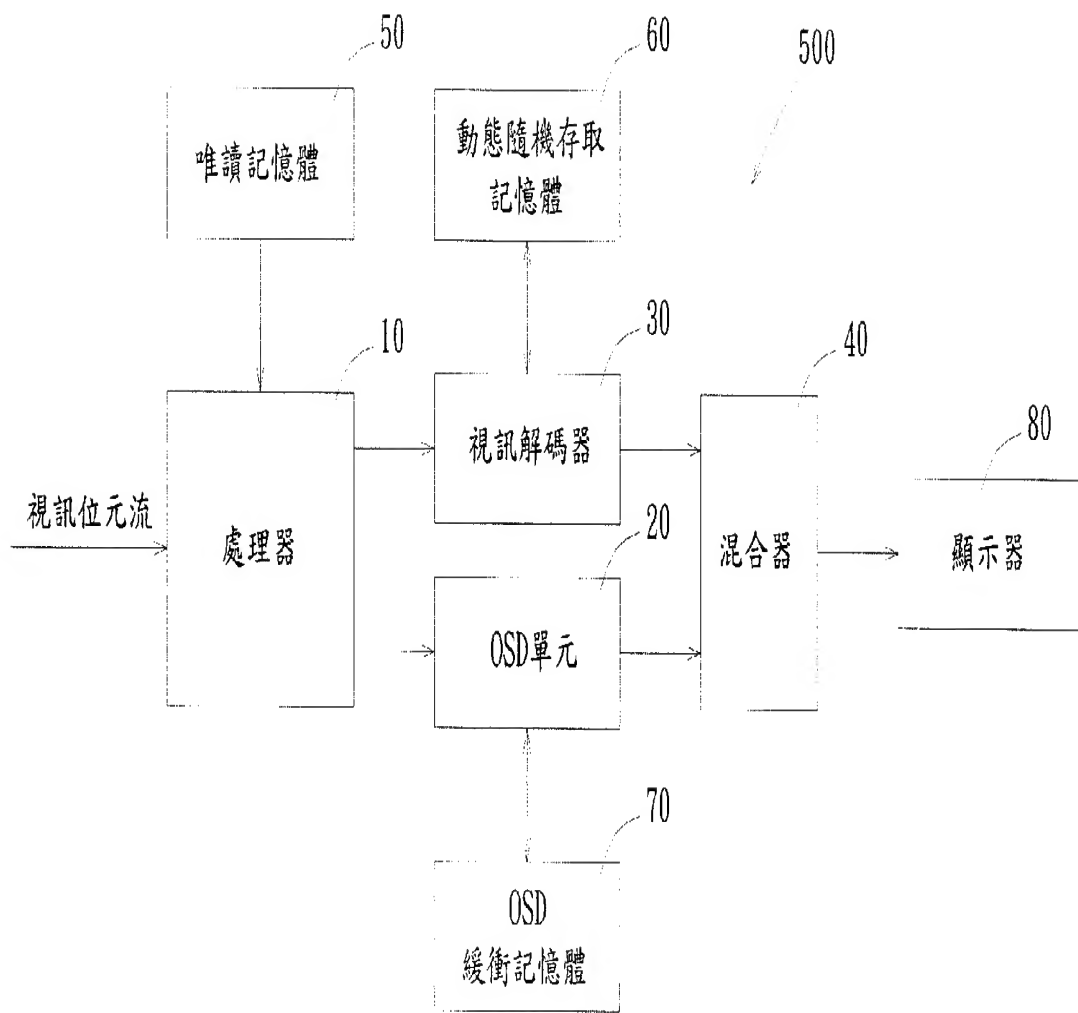 50
60
500
唯讀記憶體
動態隨機存取
記憶體
10
30
40
80
視訊解碼器
視訊位元流
處理器
20
混合器
顯示器
OSD單元
70
OSD
緩衝記憶體